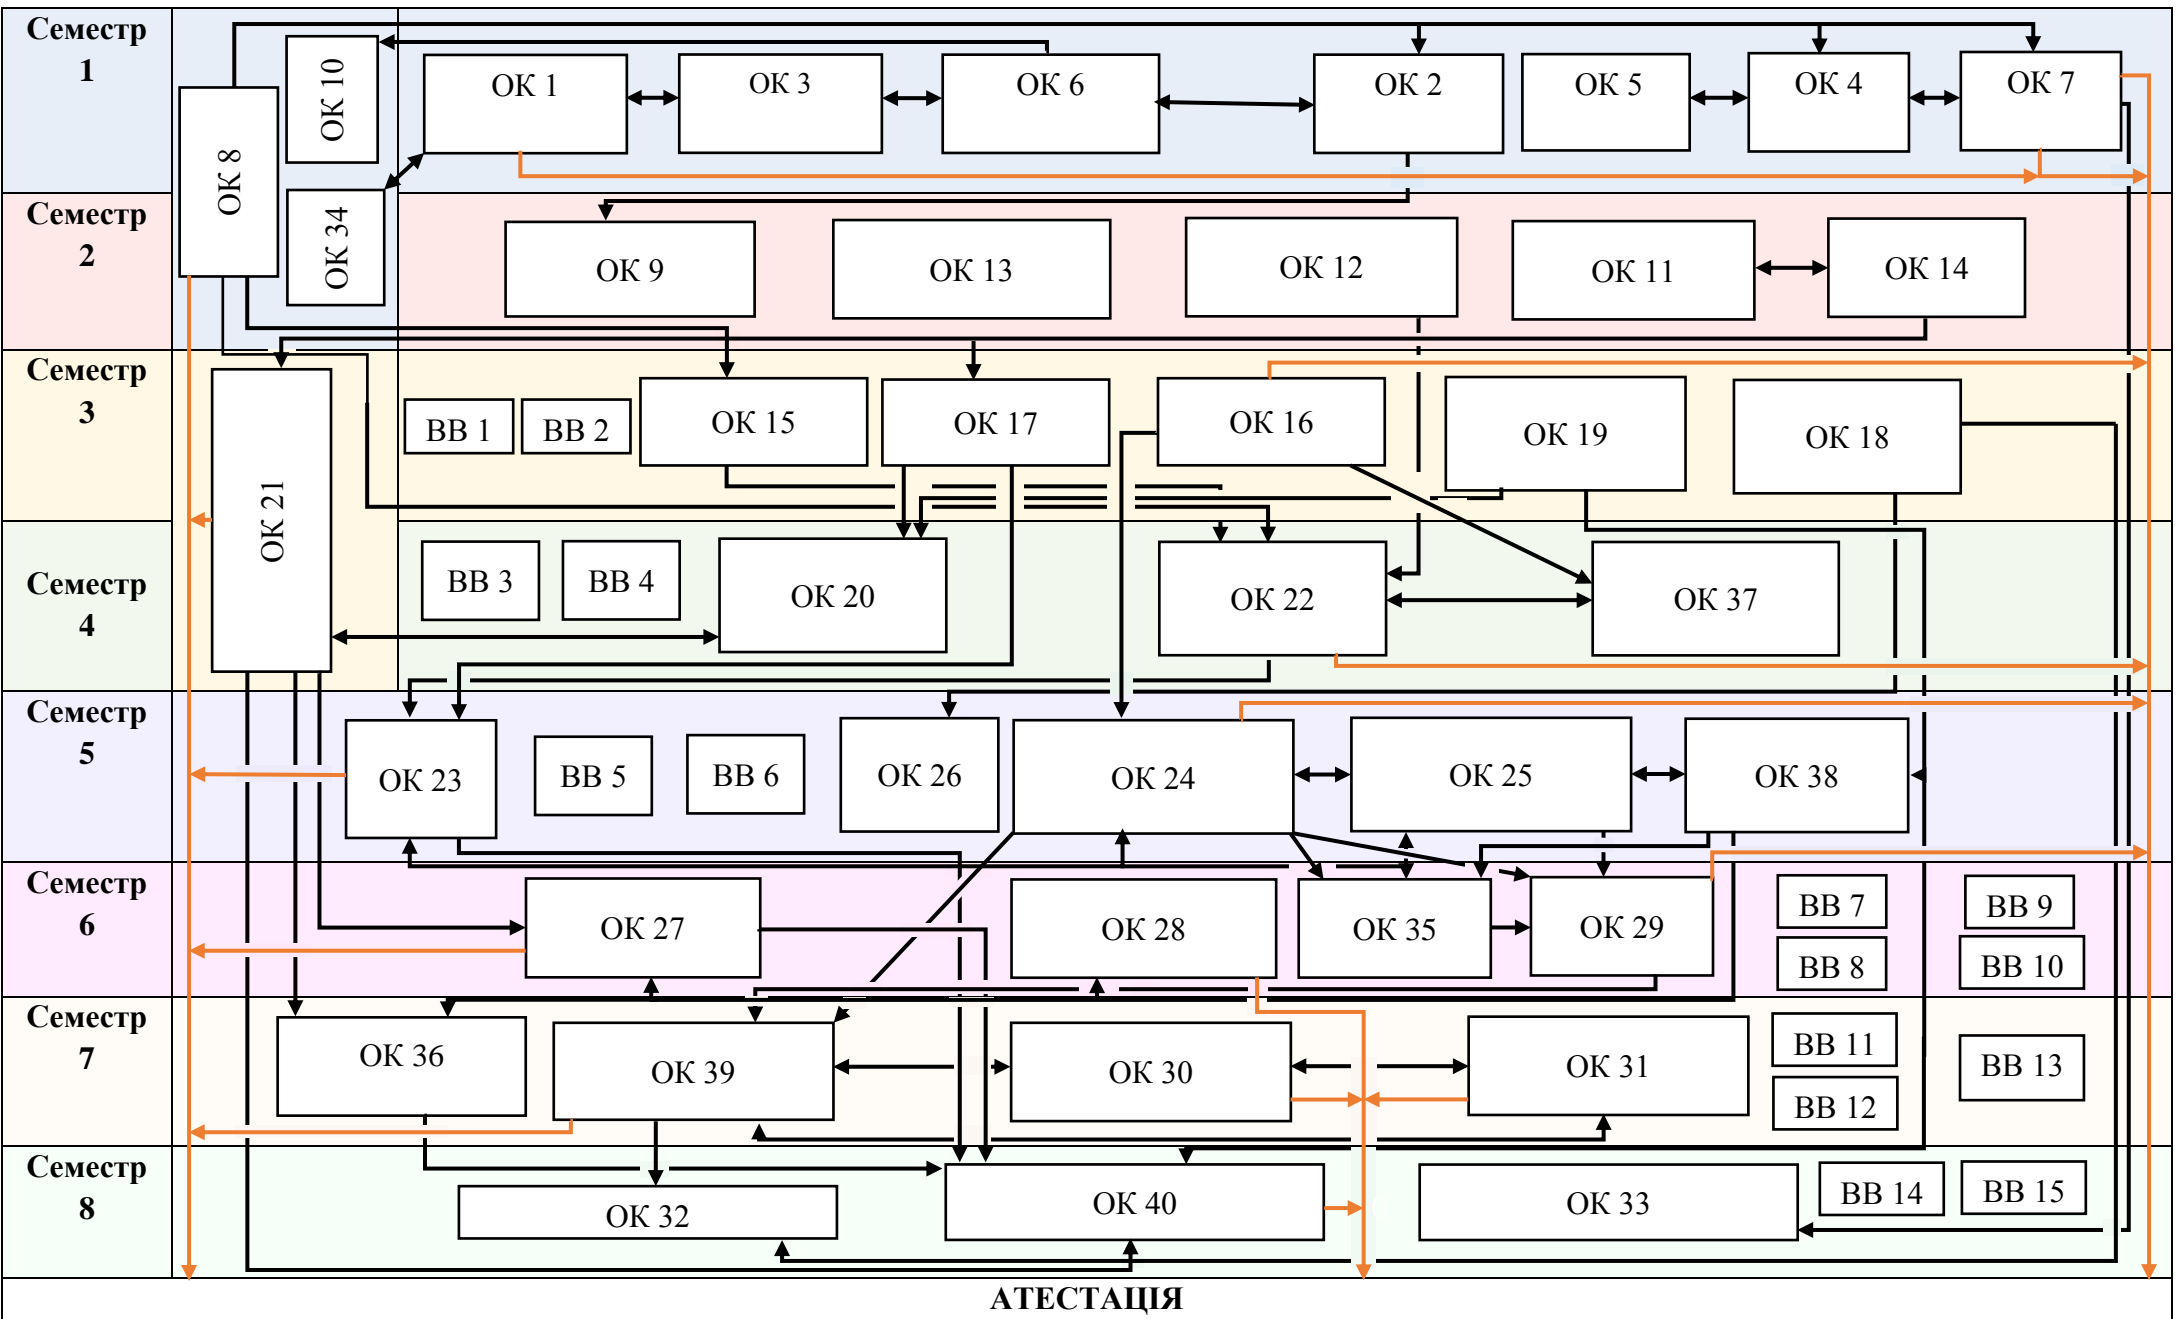 Семестр
1
ОК 8
ОК 10
ОК 34
ОК 1
ОК 3
ОК 6
ОК 2
ОК 5
ОК 4
ОК 7
Семестр
2
ОК 9
ОК 13
ОК 12
ОК 11
ОК 14
Семестр
3
ОК 21
ВВ 1
ВВ 2
ОК 15
ОК 17
ОК 16
ОК 19
ОК 18
Семестр
4
ВВ 3
ВВ 4
ОК 20
ОК 22
ОК 37
Семестр
5
ОК 23
ВВ 5
ВВ 6
ОК 26
ОК 24
ОК 25
ОК 38
Семестр
6
ОК 27
ОК 28
ОК 35
ОК 29
ВВ 7
ВВ 9
ВВ 8
ВВ 10
Семестр
7
ОК 36
ОК 39
ОК 30
ОК 31
ВВ 11
ВВ 13
ВВ 12
Семестр
8
ОК 32
ОК 40
ОК 33
ВВ 14
ВВ 15
АТЕСТАЦІЯ